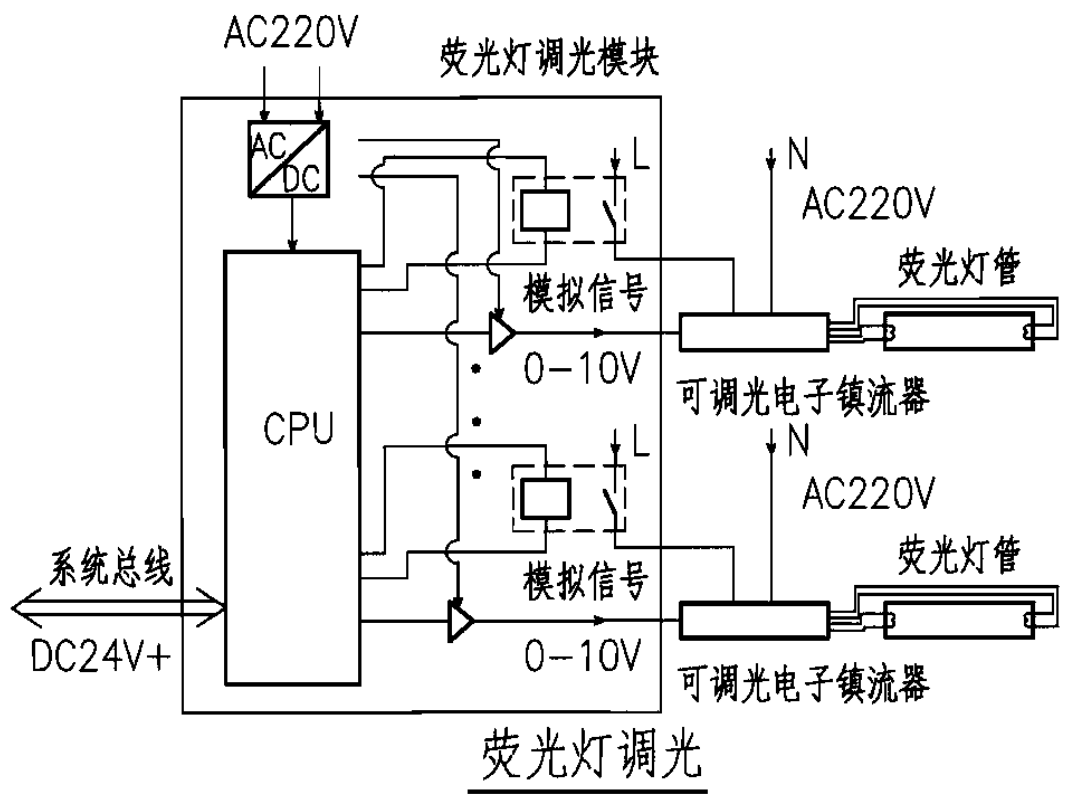 AC220V
荧光灯调光模块
AC
DC
L
N
AC220V
荧光灯管
模拟信号
0-10V
可调光电子镇流器
CPU
L
N
AC220V
荧光灯管
系统总线
DC24V+
模拟信号
0-10V
可调光电子镇流器
荧光灯调光